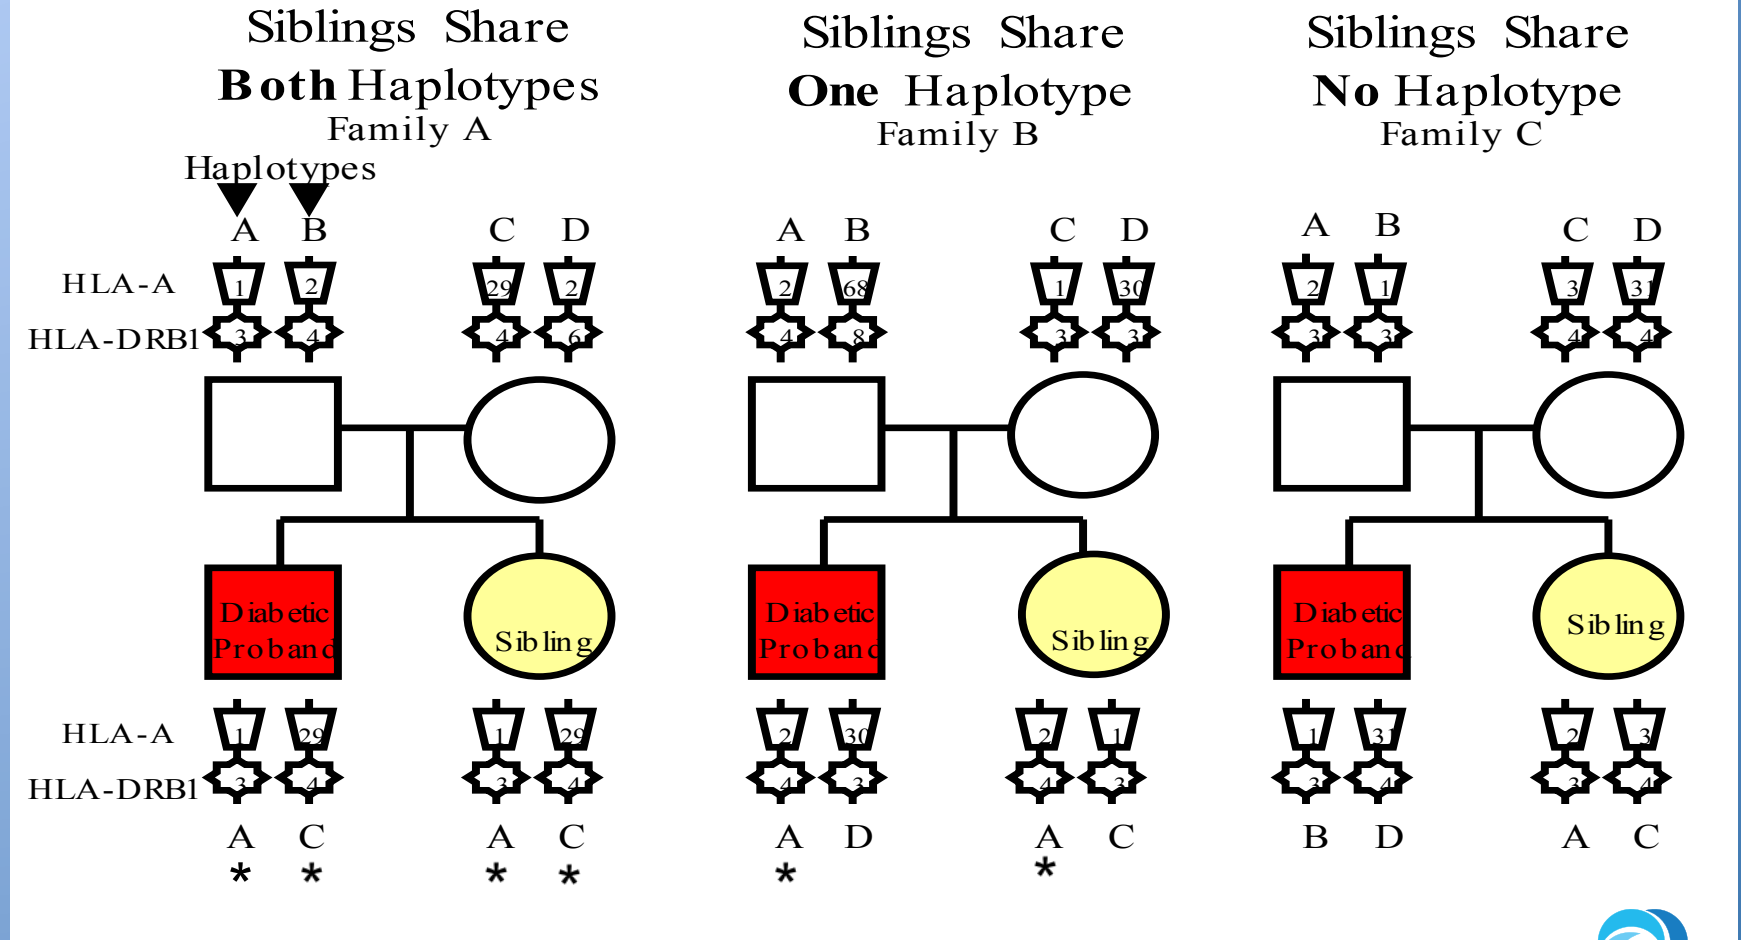 Siblings Share
Both Haplotypes
Family A
Haplotypes
Siblings Share
One Haplotype
Family B
Siblings Share
No Haplotype
Family C
A B C D A B C D A B C D
HLA-A 1 2 29 2 2 68 1 30 2 1 3 31
HLA-DRB1 3 4 4 6 4 8 3 3 3 3 4 4
Diabetic
Proband
Sibling
Diabetic
Proband
Sibling
Diabetic
Proband
Sibling
HLA-A 1 29 1 29 2 30 2 1 1 31 2 3
HLA-DRB1 3 4 3 4 4 3 4 3 3 4 3 4
A C A C A D A C B D A C
* * * * * *